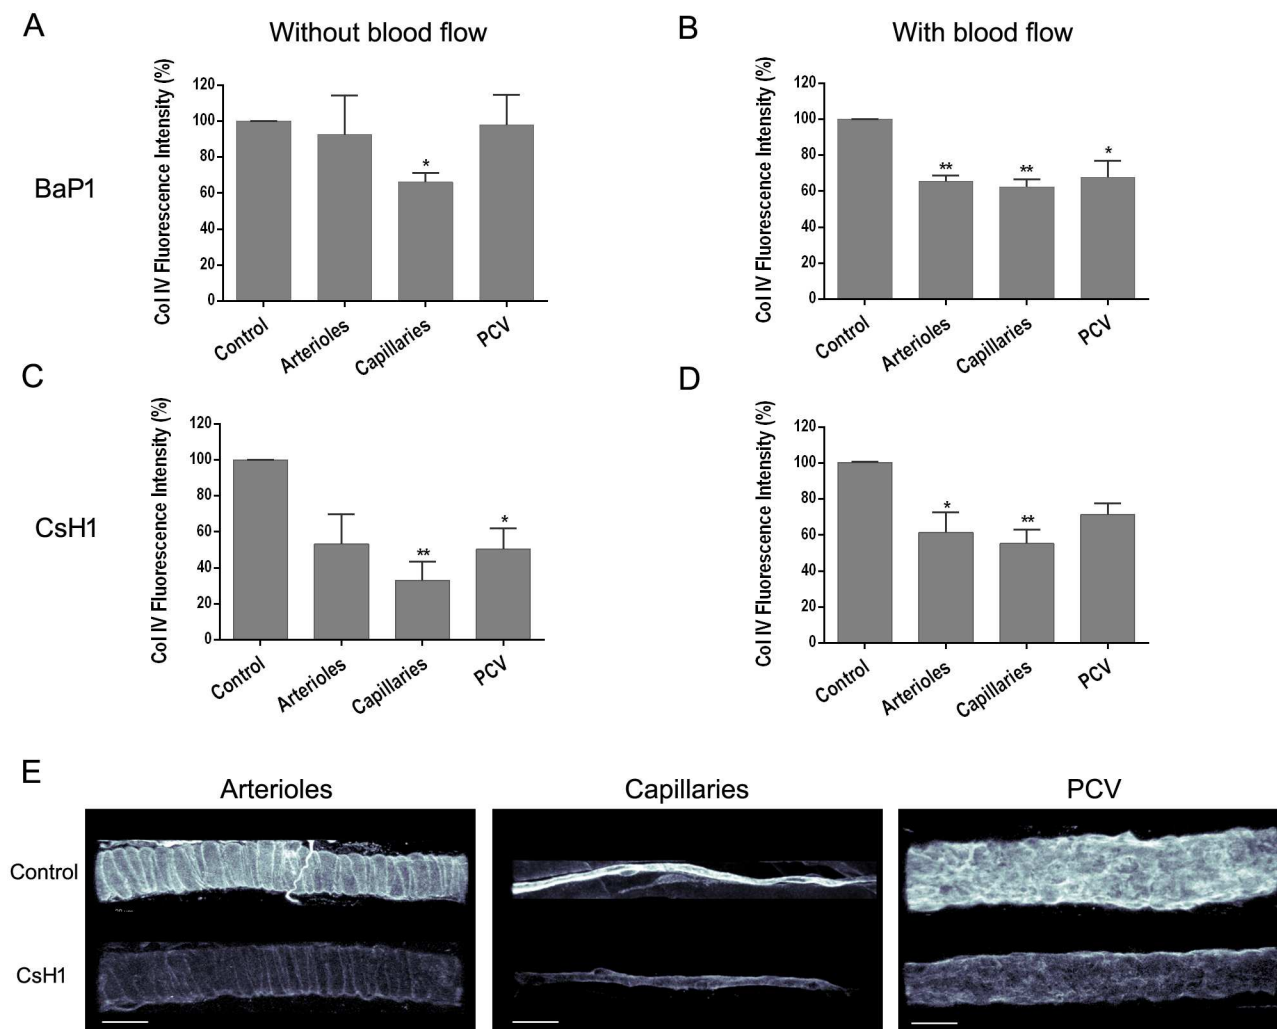 A
Without blood flow
B
With blood flow
BaP1
Col IV Fluorescence Intensity (%)
120
100
80
60
40
20
0
*
Control
Arterioles
Capillaries
PCV
Col IV Fluorescence Intensity (%)
120
100
80
60
40
20
0
**
**
*
Control
Arterioles
Capillaries
PCV
C
D
CsH1
Col IV Fluorescence Intensity (%)
120
100
80
60
40
20
0
**
*
Control
Arterioles
Capillaries
PCV
Col IV Fluorescence Intensity (%)
120
100
80
60
40
20
0
*
**
Control
Arterioles
Capillaries
PCV
E
Arterioles
Capillaries
PCV
Control
CsH1